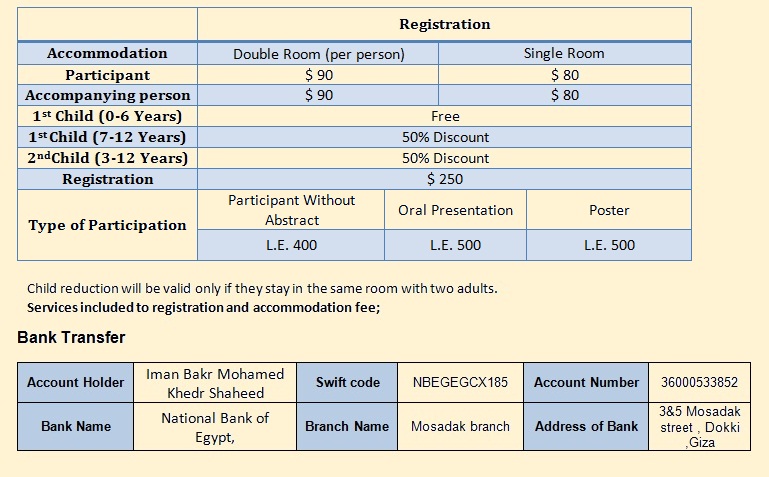 Registration
Accommodation Double Room (per person) Single Room
Participant $ 90 $ 80
Accompanying person $ 90 $ 80
1st Child (0-6 Years) Free
1st Child (7-12 Years) 50% Discount
2ndChild (3-12 Years) 50% Discount
Registration $ 250
Type of Participation
Participant Without
Abstract
Oral Presentation
Poster
L.E. 400 L.E. 500 L.E. 500
Child reduction will be valid only if they stay in the same room with two adults.
Services included to registration and accommodation fee;
Bank Transfer
Account Holder
Iman Bakr Mohamed
Khedr Shaheed
Swift code
NBEGEGCX185
Account Number
36000533852
Bank Name
National Bank of
Egypt,
Branch Name
Mosadak branch
Address of Bank
3&5 Mosadak
street , Dokki
,Giza